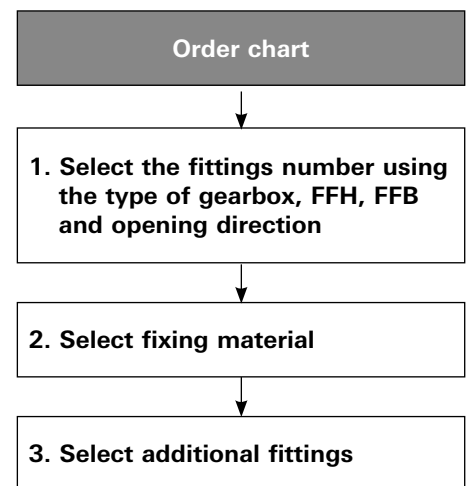 Order chart
1. Select the fittings number using
the type of gearbox, FFH, FFB
and opening direction
2. Select fixing material
3. Select additional fittings